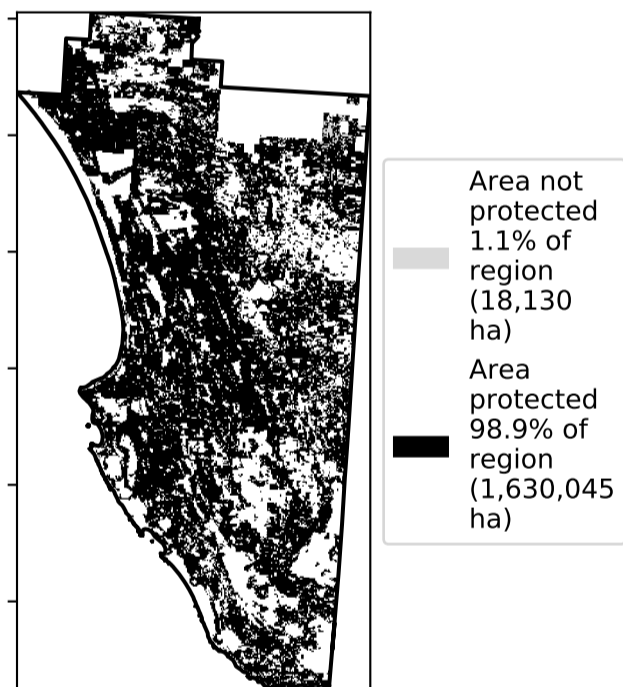 Area not
protected
1.1% of
region
(18,130
ha)
Area
protected
98.9% of
region
(1,630,045
ha)